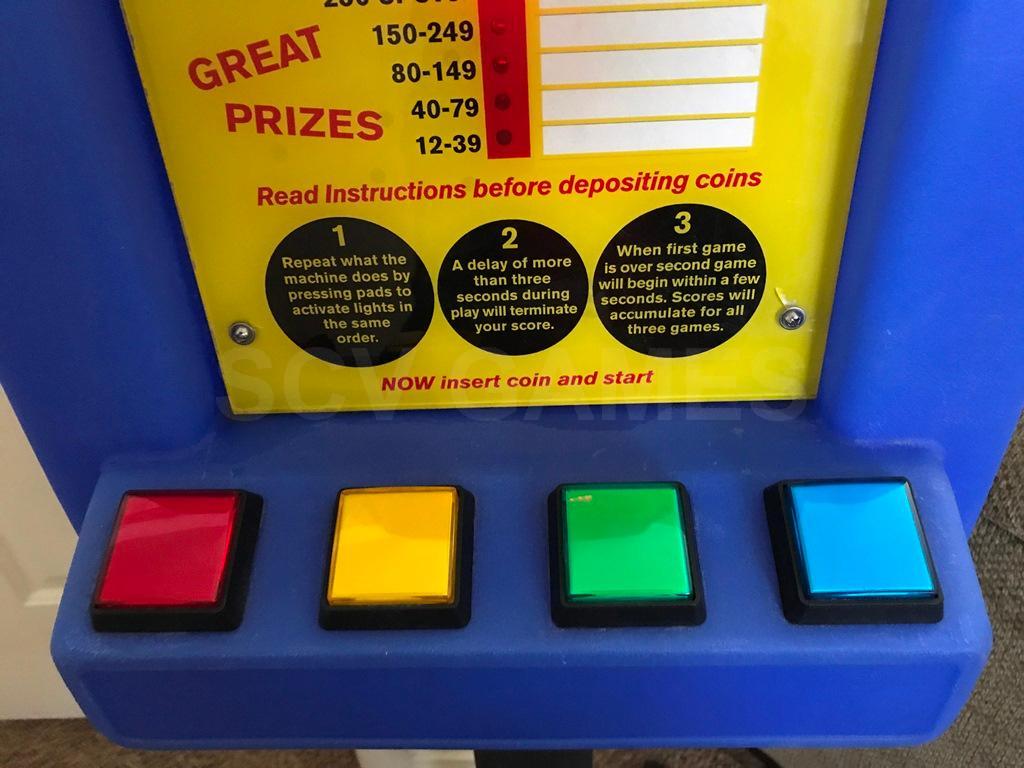 GREAT
PRIZES
150-249
80-149
40-79
12-39
Read Instructions before depositing coins
1
Repeat what the
machine does by
pressing pads to
activate lights in
the same
order.
2
A delay of more
than three
seconds during
play will terminate
your score.
3
When first game
is over second game
will begin within a few
seconds. Scores will
accumulate for all
three games.
NOW insert coin and start
SCV GAMES